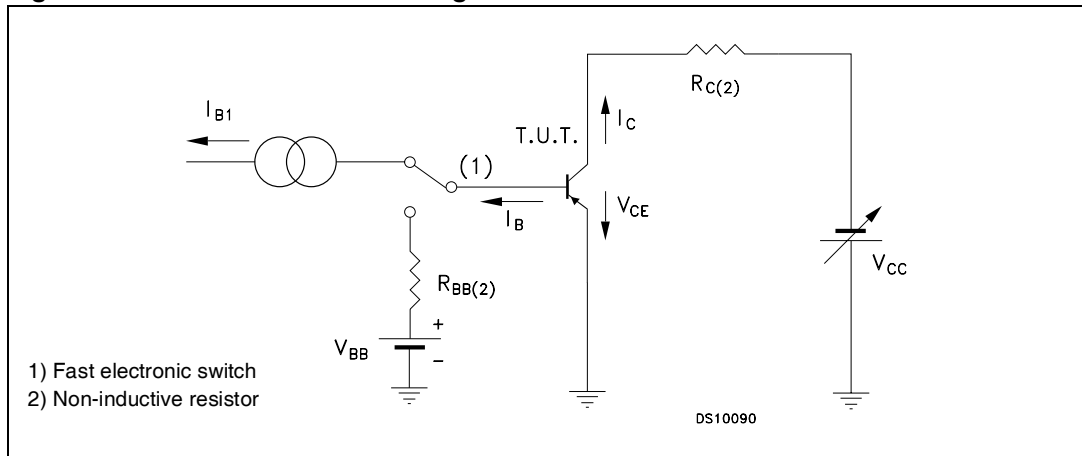 I_B1
(1)
I_B
T.U.T.
I_C
V_CE
R_C(2)
V_CC
R_BB(2)
V_BB
+
−
1) Fast electronic switch
2) Non-inductive resistor
DS10090